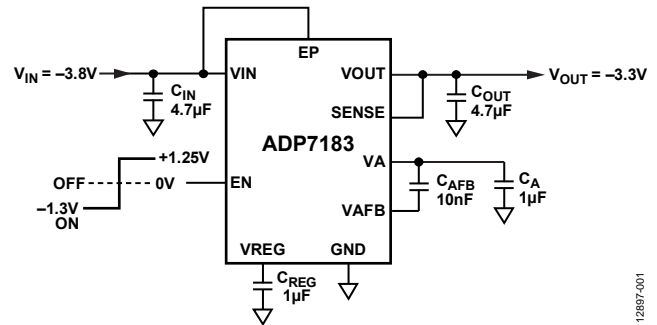 EP
V_IN = –3.8V
VIN
VOUT
V_OUT = –3.3V
C_IN
4.7µF
C_OUT
4.7µF
SENSE
ADP7183
+1.25V
VA
OFF
0V
EN
C_AFB
10nF
C_A
1µF
–1.3V
ON
VAFB
VREG
GND
C_REG
1µF
12897-001